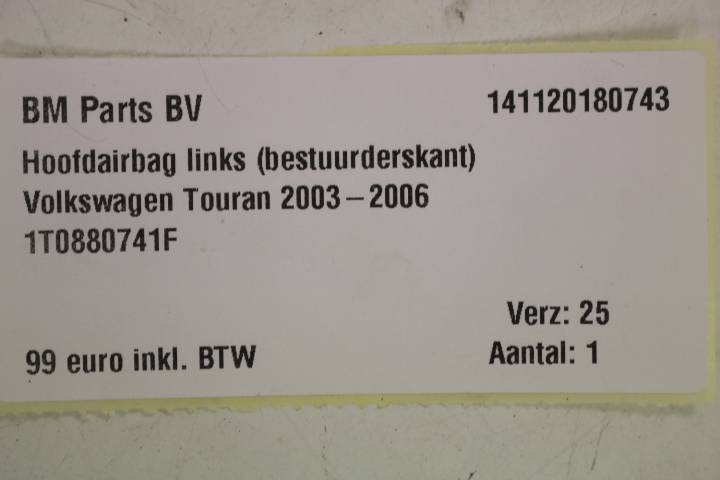 BM Parts BV 141120180743
Hoofdairbag links (bestuurderskant)
Volkswagen Touran 2003–2006
1T0880741F
Verz: 25
99 euro inkl. BTW Aantal: 1